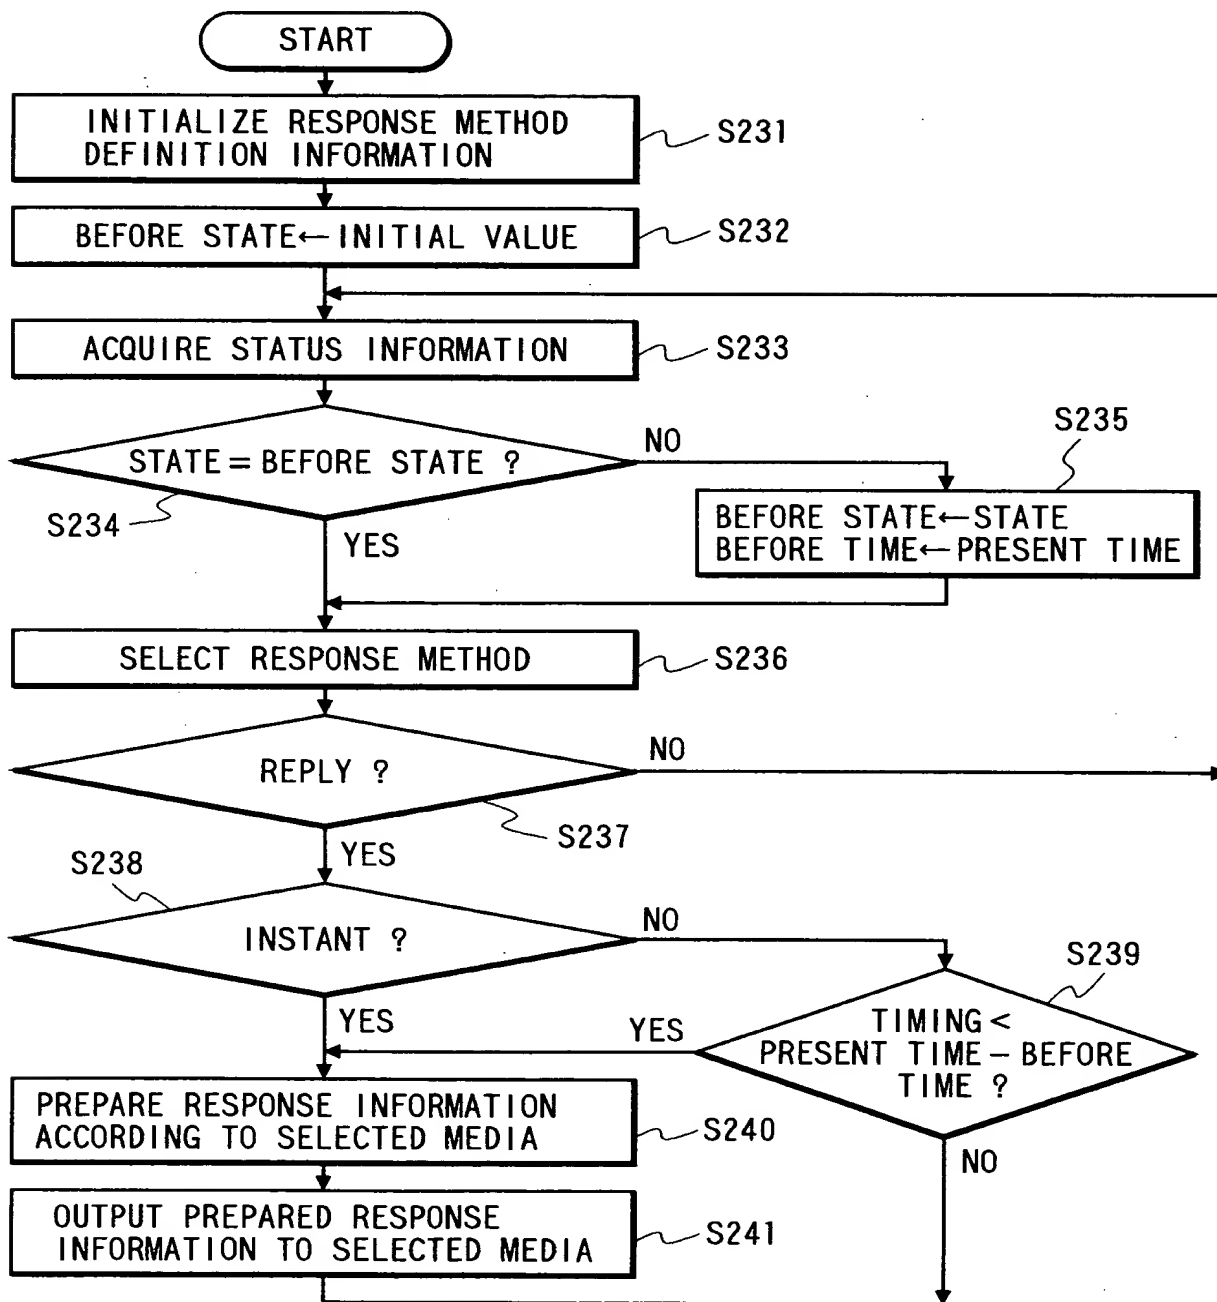 START
INITIALIZE RESPONSE METHOD
DEFINITION INFORMATION
S231
BEFORE STATE←INITIAL VALUE
S232
ACQUIRE STATUS INFORMATION
S233
STATE=BEFORE STATE ?
S234
NO
YES
S235
BEFORE STATE←STATE
BEFORE TIME←PRESENT TIME
SELECT RESPONSE METHOD
S236
REPLY ?
NO
S237
YES
S238
INSTANT ?
NO
YES
S239
TIMING<
PRESENT TIME-BEFORE
TIME ?
YES
NO
PREPARE RESPONSE INFORMATION
ACCORDING TO SELECTED MEDIA
S240
OUTPUT PREPARED RESPONSE
INFORMATION TO SELECTED MEDIA
S241